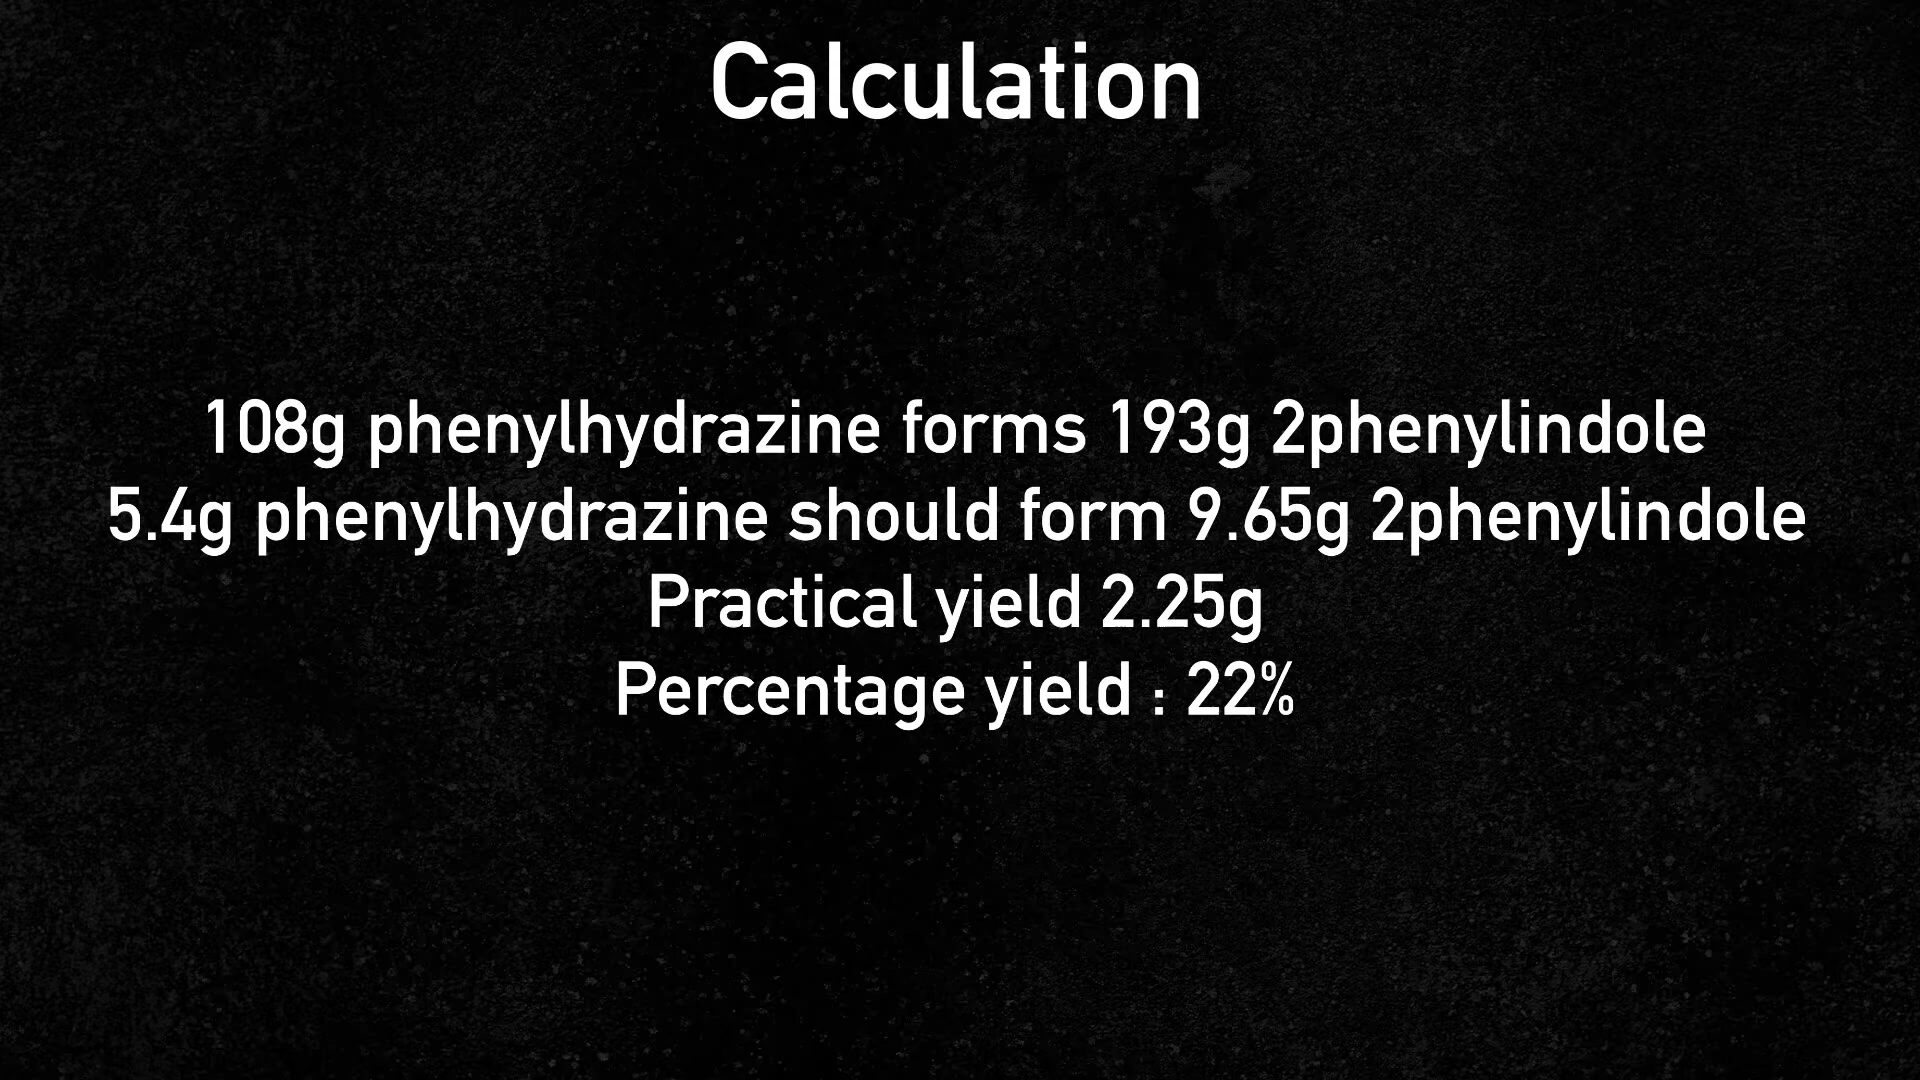 Calculation
108g phenylhydrazine forms 193g 2phenylindole
5.4g phenylhydrazine should form 9.65g 2phenylindole
Practical yield 2.25g
Percentage yield : 22%